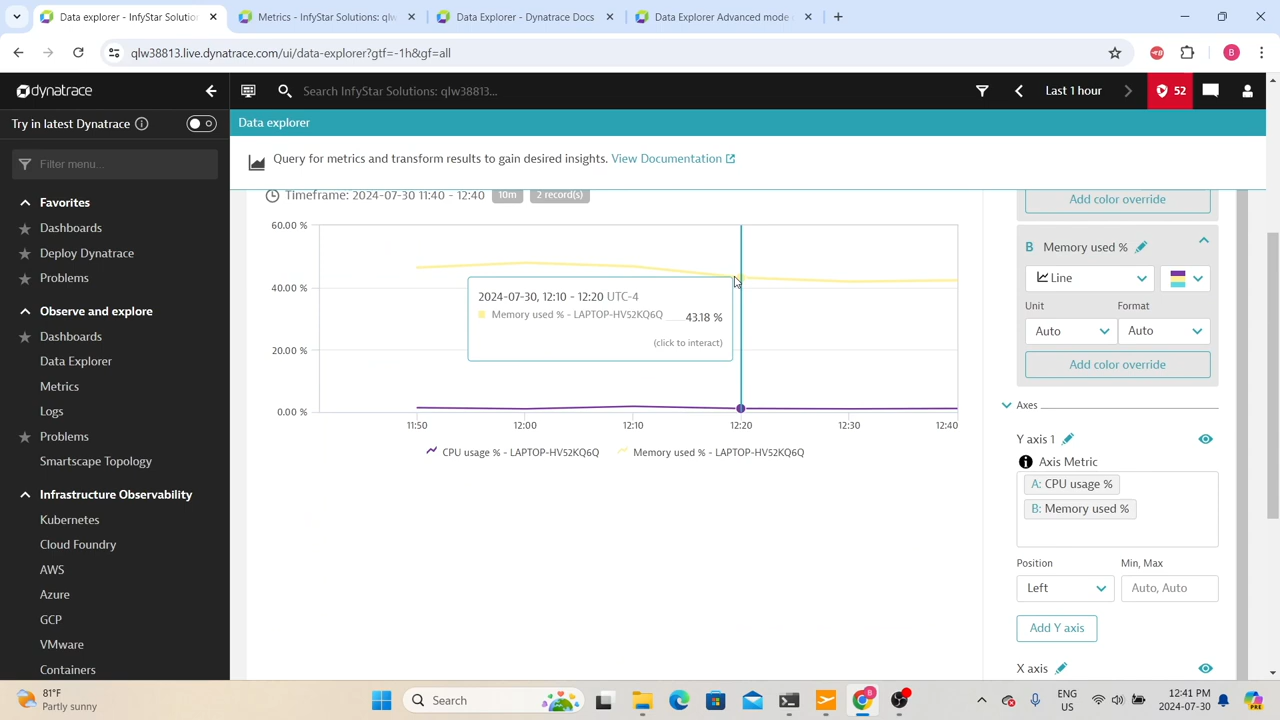 Data explorer - InfyStar Solutio
Metrics - InfyStar Solutions: qlw
Data Explorer - Dynatrace Docs
Data Explorer Advanced mode
qlw38813.live.dynatrace.com/ui/data-explorer?gtf=-1h&gf=all
B
dynatrace
Search InfyStar Solutions: qlw38813...
Last 1 hour
52
Try in latest Dynatrace
Data explorer
Filter menu...
Query for metrics and transform results to gain desired insights. View Documentation
Favorites
Dashboards
Deploy Dynatrace
Problems
Observe and explore
Dashboards
Data Explorer
Metrics
Logs
Problems
Smartscape Topology
Infrastructure Observability
Kubernetes
Cloud Foundry
AWS
Azure
GCP
VMware
Containers
Timeframe: 2024-07-30 11:40 - 12:40
10m
2 record(s)
60.00 %
40.00 %
20.00 %
0.00 %
2024-07-30, 12:10 - 12:20 UTC-4
Memory used % - LAPTOP-HV52KQ6Q 43.18 %
(click to interact)
11:50 12:00 12:10 12:20 12:30 12:40
CPU usage % - LAPTOP-HV52KQ6Q
Memory used % - LAPTOP-HV52KQ6Q
Add color override
B Memory used %
Line
Unit Format
Auto Auto
Add color override
Axes
Y axis 1
Axis Metric
A: CPU usage %
B: Memory used %
Position Min, Max
Left Auto, Auto
Add Y axis
X axis
81°F
Partly sunny
Search
ENG
US
12:41 PM
2024-07-30